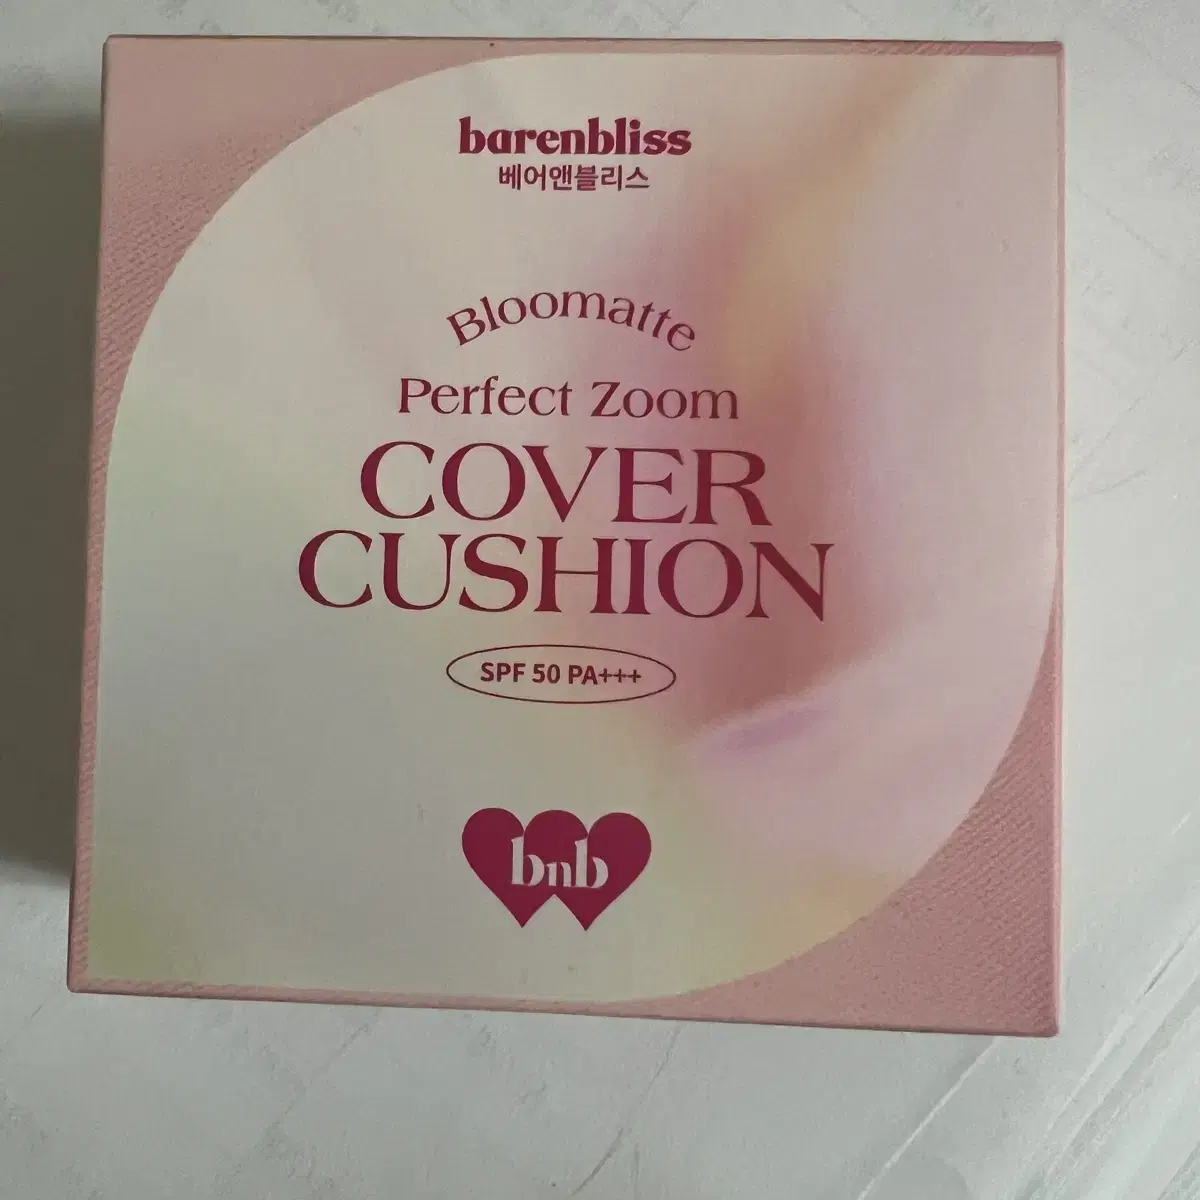 barenbliss
베어앤블리스
Bloomatte
Perfect Zoom
COVER
CUSHION
SPF 50 PA+++
bnb